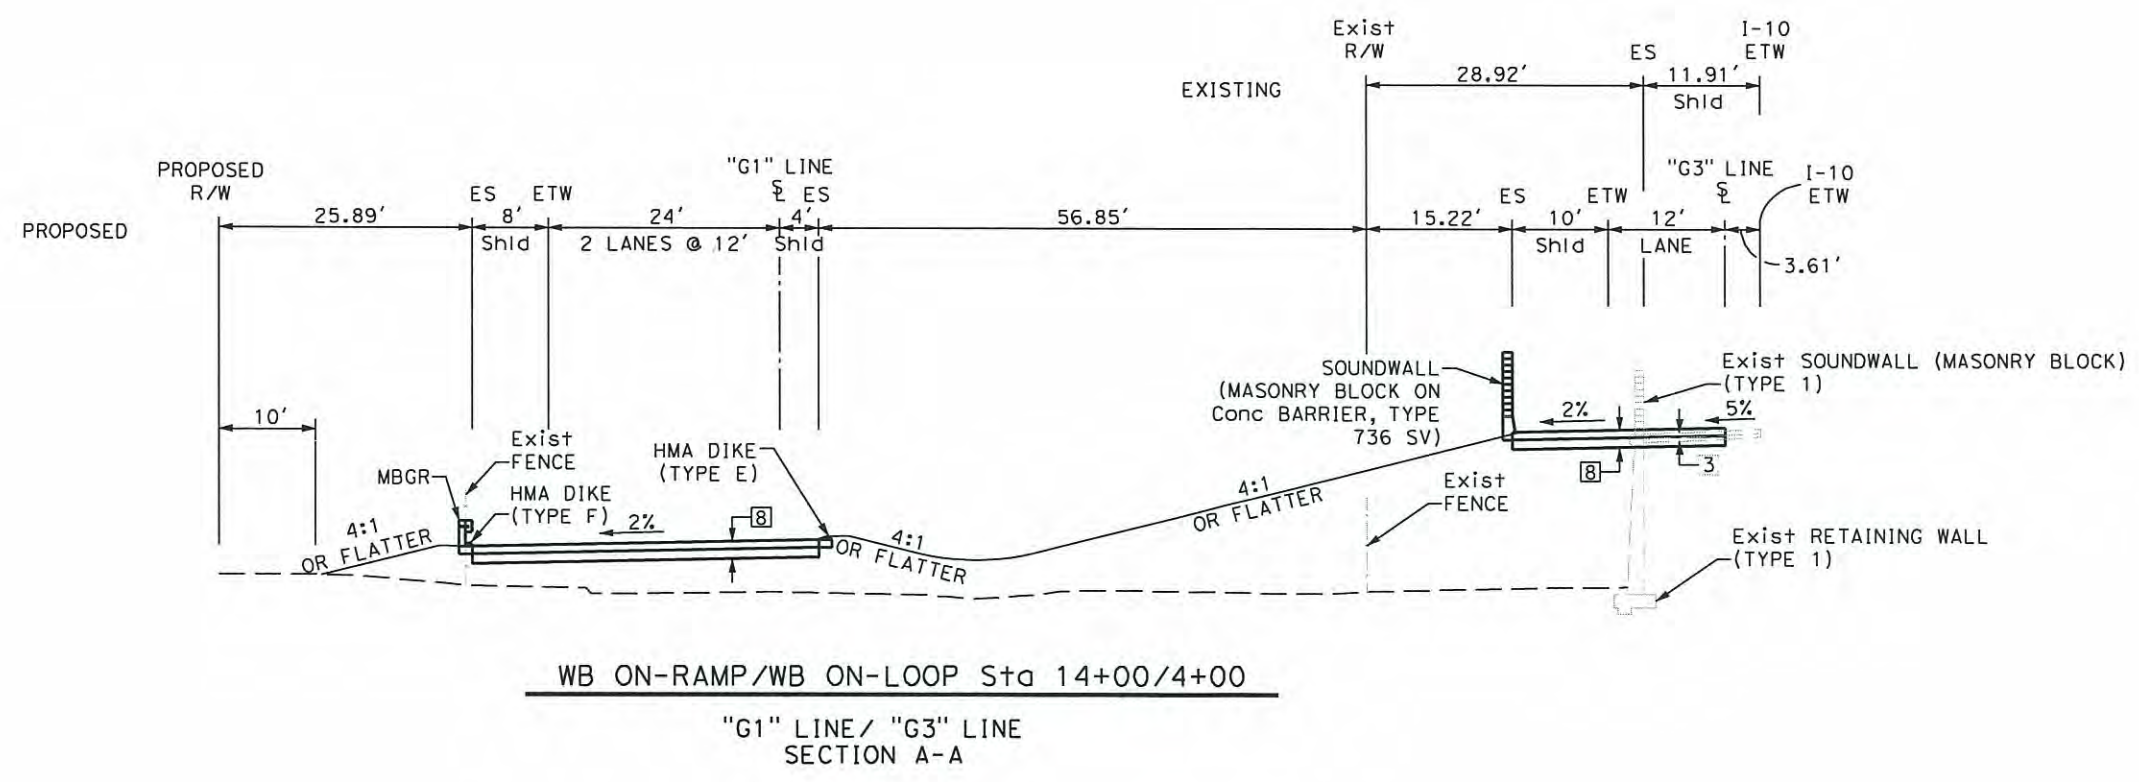 Exist
R/W
ES
I-10
ETW
EXISTING
28.92'
11.91'
Shld
PROPOSED
R/W
ES
ETW
"G1" LINE
ES
ES
ETW
"G3" LINE
I-10
ETW
PROPOSED
25.89'
8'
Shld
24'
2 LANES @ 12'
4'
Shld
56.85'
15.22'
10'
Shld
12'
LANE
3.61'
10'
MBGR
Exist
FENCE
HMA DIKE
(TYPE F)
HMA DIKE
(TYPE E)
SOUNDWALL
(MASONRY BLOCK ON
Conc BARRIER, TYPE
736 SV)
Exist SOUNDWALL (MASONRY BLOCK)
(TYPE 1)
2%
5%
8
3
4:1
OR FLATTER
2%
8
4:1
OR FLATTER
4:1
OR FLATTER
Exist
FENCE
Exist RETAINING WALL
(TYPE 1)
WB ON-RAMP/WB ON-LOOP Sta 14+00/4+00
"G1" LINE/ "G3" LINE
SECTION A-A